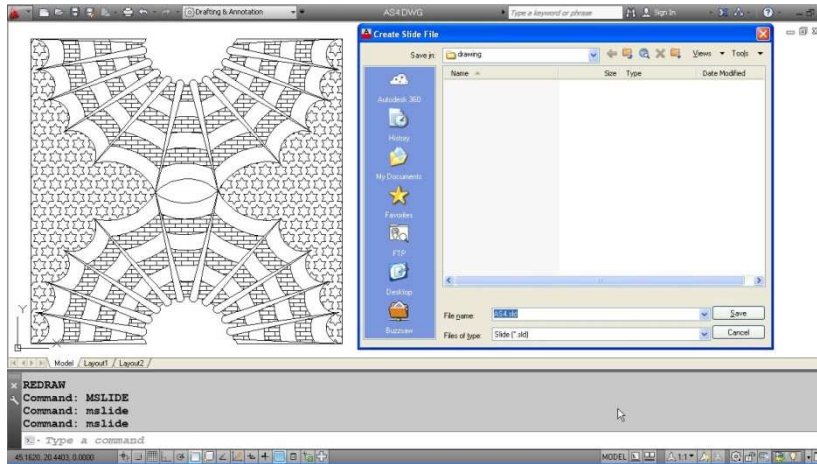 Drafting & Annotation
AS4.DWG
Type a keyword or phrase
Sign In
Create Slide File
Save in:
drawing
Views
Tools
Name
Size
Type
Date Modified
Autodesk 360
History
My Documents
Favorites
FTP
Desktop
Buzzsaw
File name:
AS4.sld
Save
Files of type:
Slide (*.sld)
Cancel
Y
X
Model / Layout1 / Layout2 /
REDRAW
Command: MSLIDE
Command: mslide
Command: mslide
Type a command
45.1620, 20.4403, 0.0000
MODEL
1:1